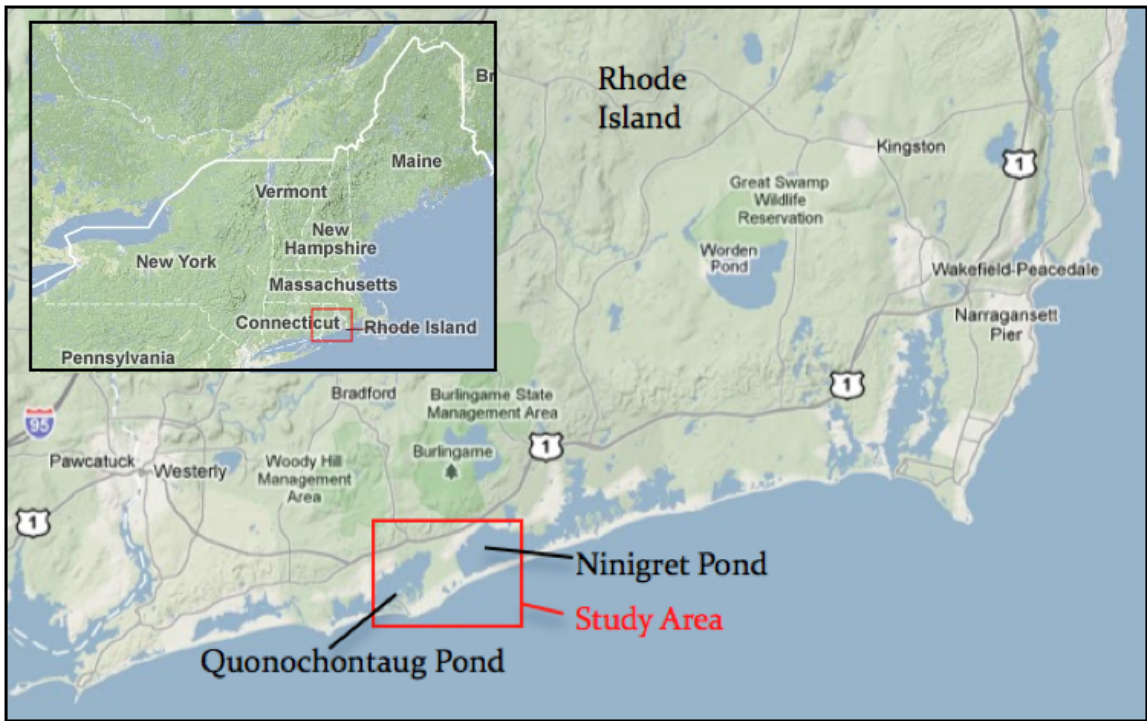 Br
Maine
Vermont
New
Hampshire
New York
Massachusetts
Connecticut
Rhode Island
Pennsylvania
Rhode
Island
Kingston
1
Great Swamp
Wildlife
Reservation
Worden
Pond
Wakefield-Peacedale
Narragansett
Pier
1
Bradford
Burlingame State
Management Area
95
1
Burlingame
Pawcatuck
Westerly
Woody Hill
Management
Area
1
Ninigret Pond
Study Area
Quonochontaug Pond